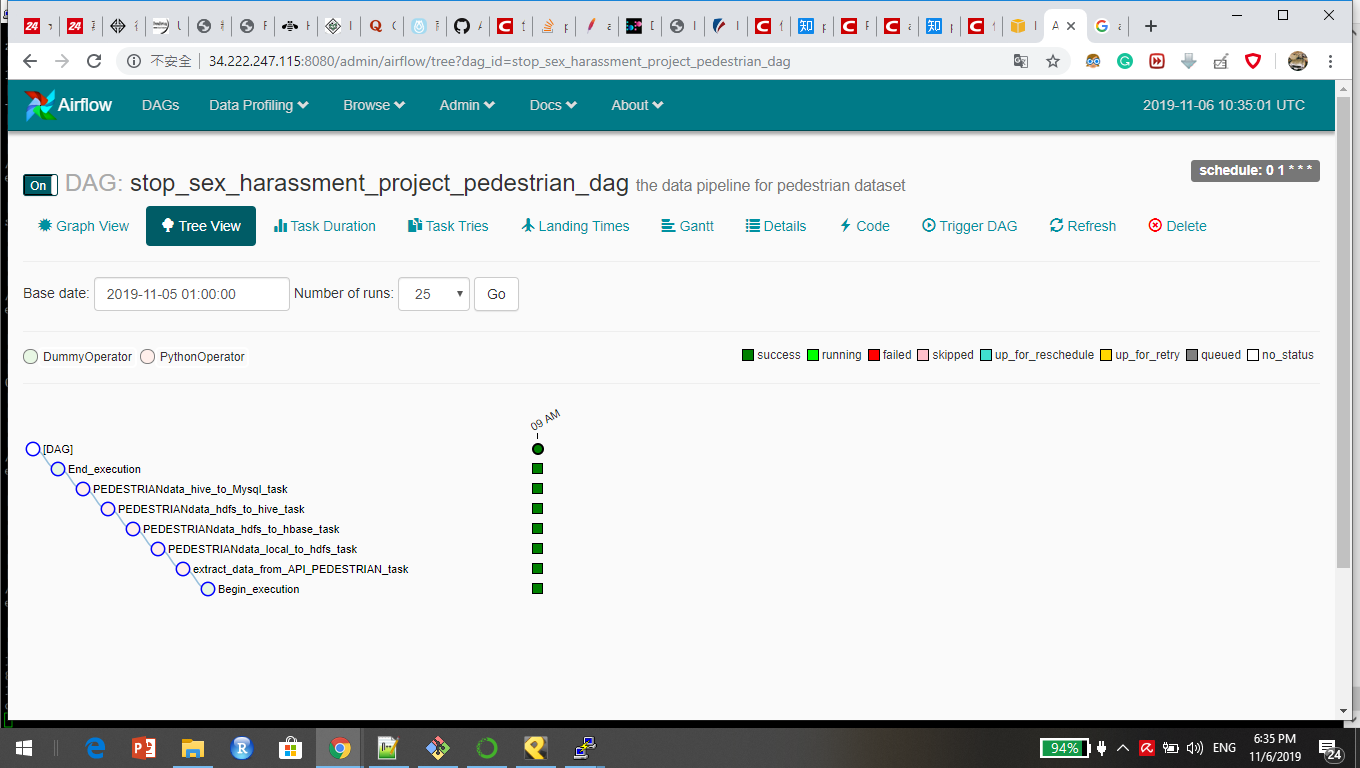 不安全 34.222.247.115:8080/admin/airflow/tree?dag_id=stop_sex_harassment_project_pedestrian_dag
Airflow DAGs Data Profiling Browse Admin Docs About 2019-11-06 10:35:01 UTC
schedule: 0 1 * * *
On DAG: stop_sex_harassment_project_pedestrian_dag the data pipeline for pedestrian dataset
Graph View Tree View Task Duration Task Tries Landing Times Gantt Details Code Trigger DAG Refresh Delete
Base date: 2019-11-05 01:00:00 Number of runs: 25 Go
DummyOperator PythonOperator success running failed skipped up_for_reschedule up_for_retry queued no_status
09 AM
[DAG]
End_execution
PEDESTRIANdata_hive_to_Mysql_task
PEDESTRIANdata_hdfs_to_hive_task
PEDESTRIANdata_hdfs_to_hbase_task
PEDESTRIANdata_local_to_hdfs_task
extract_data_from_API_PEDESTRIAN_task
Begin_execution
94% ENG 6:35 PM
11/6/2019 24